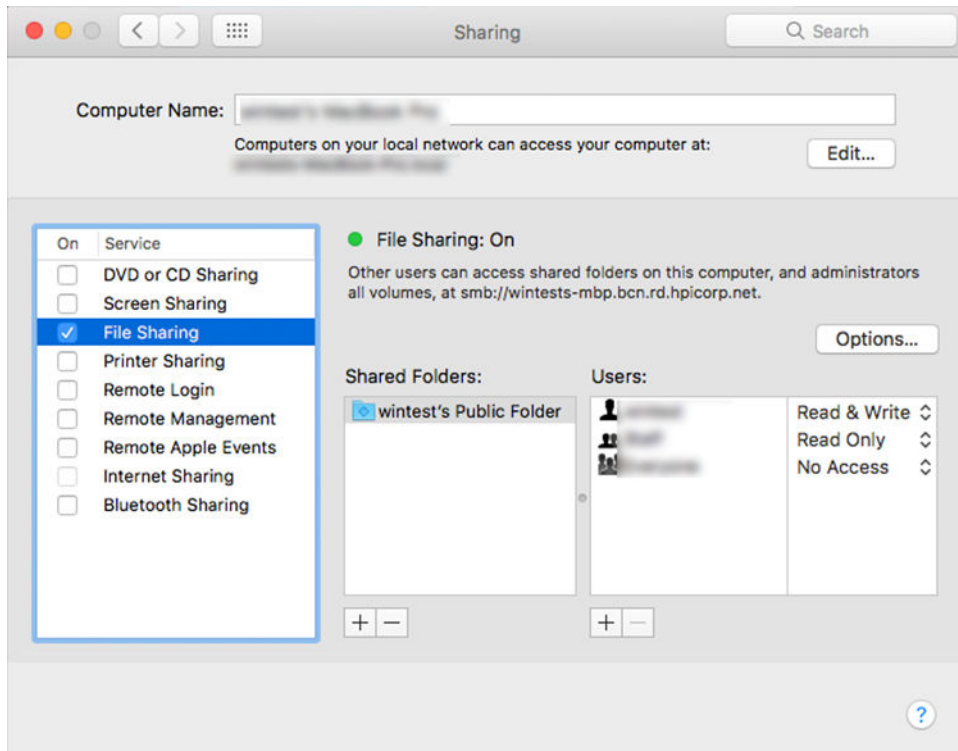 Sharing
Search
Computer Name:
Computers on your local network can access your computer at:
Edit...
On Service
DVD or CD Sharing
Screen Sharing
File Sharing
Printer Sharing
Remote Login
Remote Management
Remote Apple Events
Internet Sharing
Bluetooth Sharing
File Sharing: On
Other users can access shared folders on this computer, and administrators
all volumes, at smb://wintests-mbp.bcn.rd.hpicorp.net.
Options...
Shared Folders:
wintest's Public Folder
Users:
Read & Write
Read Only
No Access
+ −
+ −
?